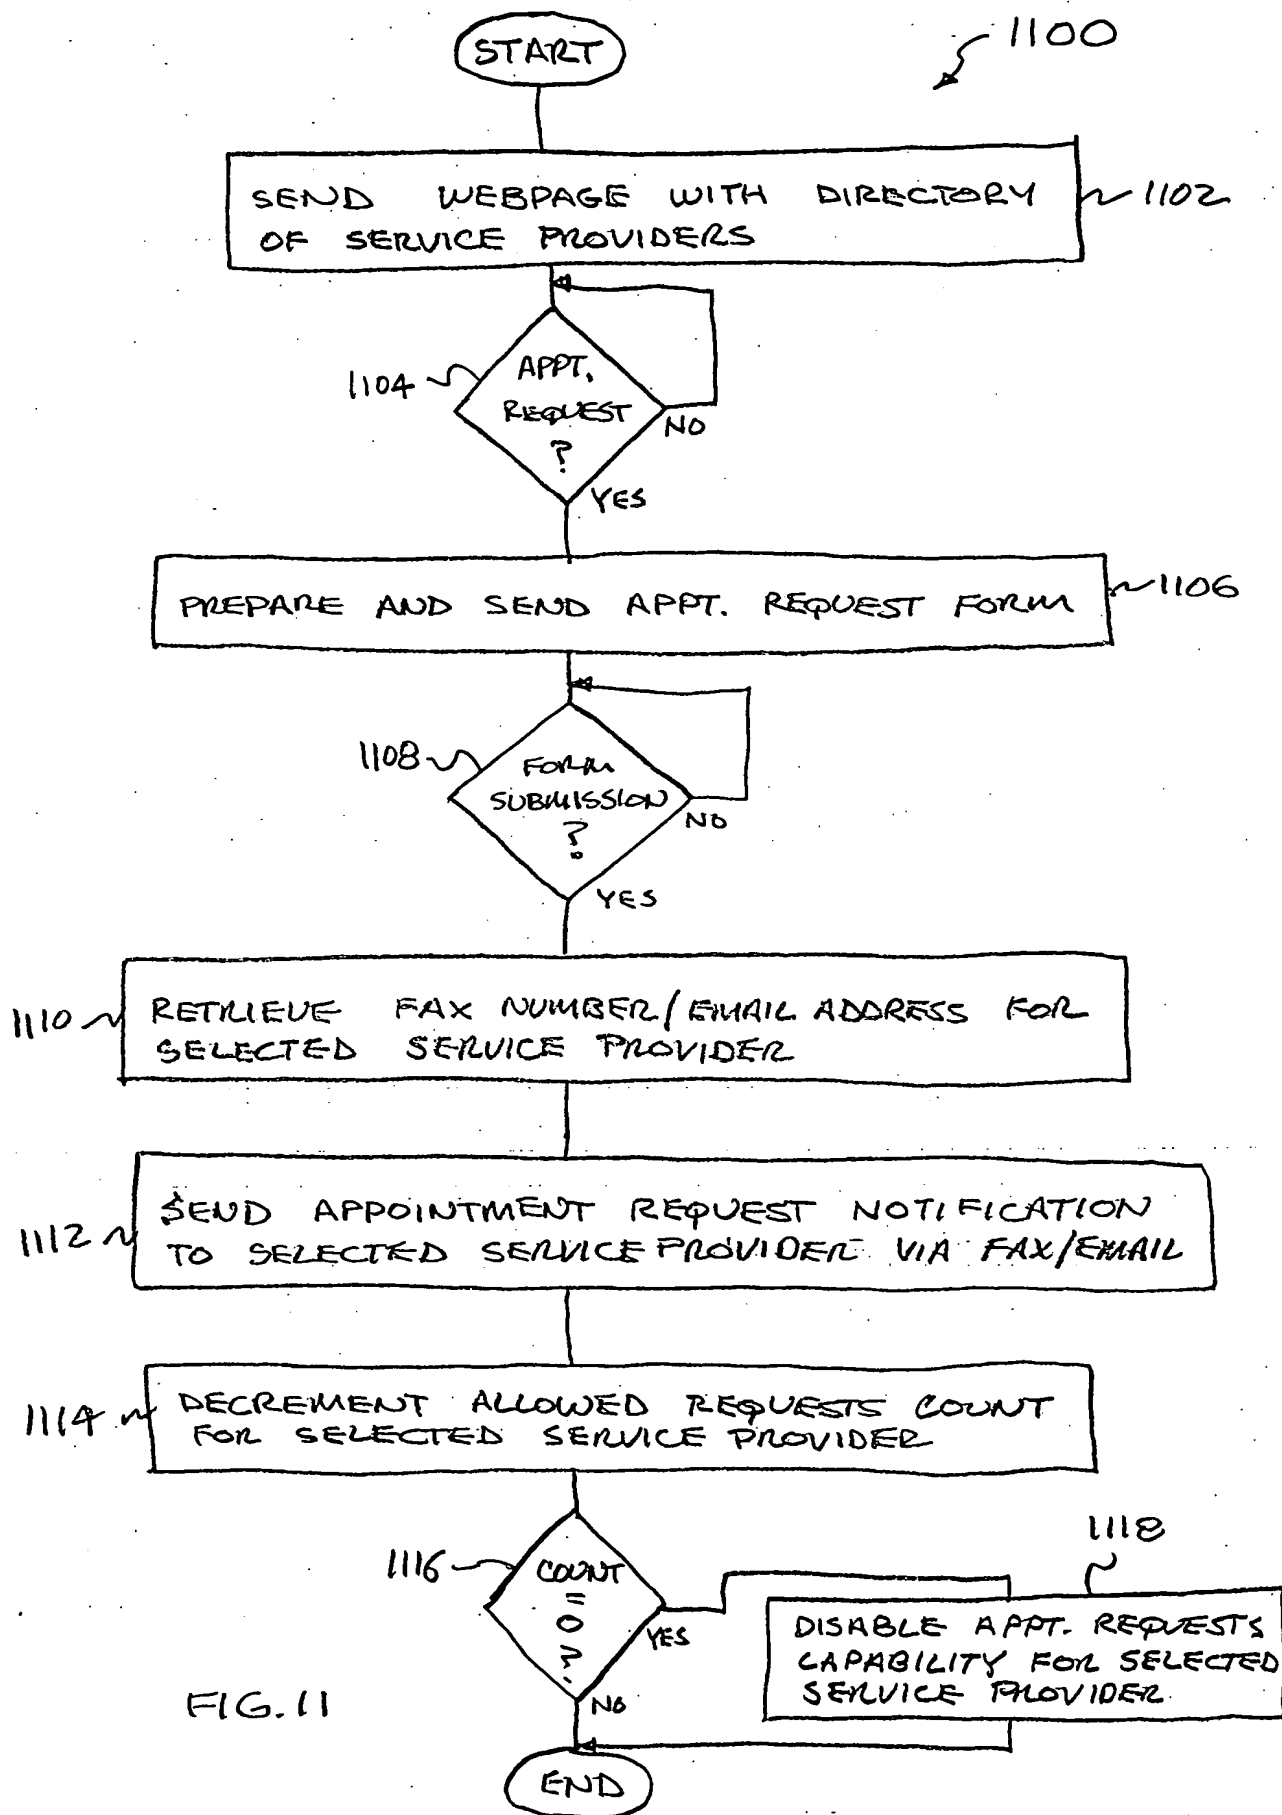 START
1100
SEND WEBPAGE WITH DIRECTORY
OF SERVICE PROVIDERS
1102
1104
APPT.
REQUEST
?
NO
YES
PREPARE AND SEND APPT. REQUEST FORM
1106
1108
FORM
SUBMISSION
?
NO
YES
1110
RETRIEVE FAX NUMBER/EMAIL ADDRESS FOR
SELECTED SERVICE PROVIDER
1112
SEND APPOINTMENT REQUEST NOTIFICATION
TO SELECTED SERVICE PROVIDER VIA FAX/EMAIL
1114
DECREMENT ALLOWED REQUESTS COUNT
FOR SELECTED SERVICE PROVIDER
1116
COUNT
=
0
?
YES
NO
1118
DISABLE APPT. REQUESTS
CAPABILITY FOR SELECTED
SERVICE PROVIDER
FIG. 11
END